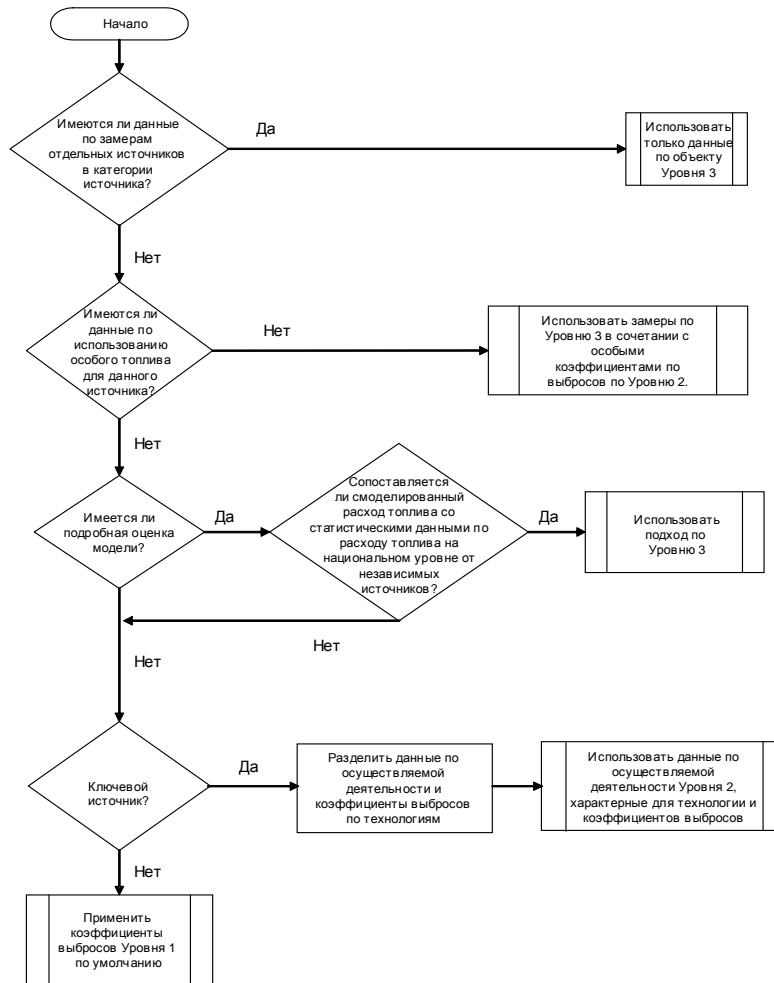 Начало
Имеются ли данные
по замерам
отдельных источников
в категории
источника?
Да
Использовать
только данные
по объекту
Уровня 3
Нет
Имеются ли
данные по
использованию
особого топлива
для данного
источника?
Нет
Использовать замеры по
Уровню 3 в сочетании с
особыми
коэффициентами по
выбросов по Уровню 2.
Нет
Имеется ли
подробная оценка
модели?
Да
Сопоставляется
ли смоделированный
расход топлива со
статистическими данными по
расходу топлива на
национальном уровне от
независимых
источников?
Да
Использовать
подход по
Уровню 3
Нет
Нет
Ключевой
источник?
Да
Разделить данные по
осуществляемой
деятельности и
коэффициенты выбросов
по технологиям
Использовать данные по
осуществляемой
деятельности Уровня 2,
характерные для технологии и
коэффициентов выбросов
Нет
Применить
коэффициенты
выбросов Уровня 1
по умолчанию